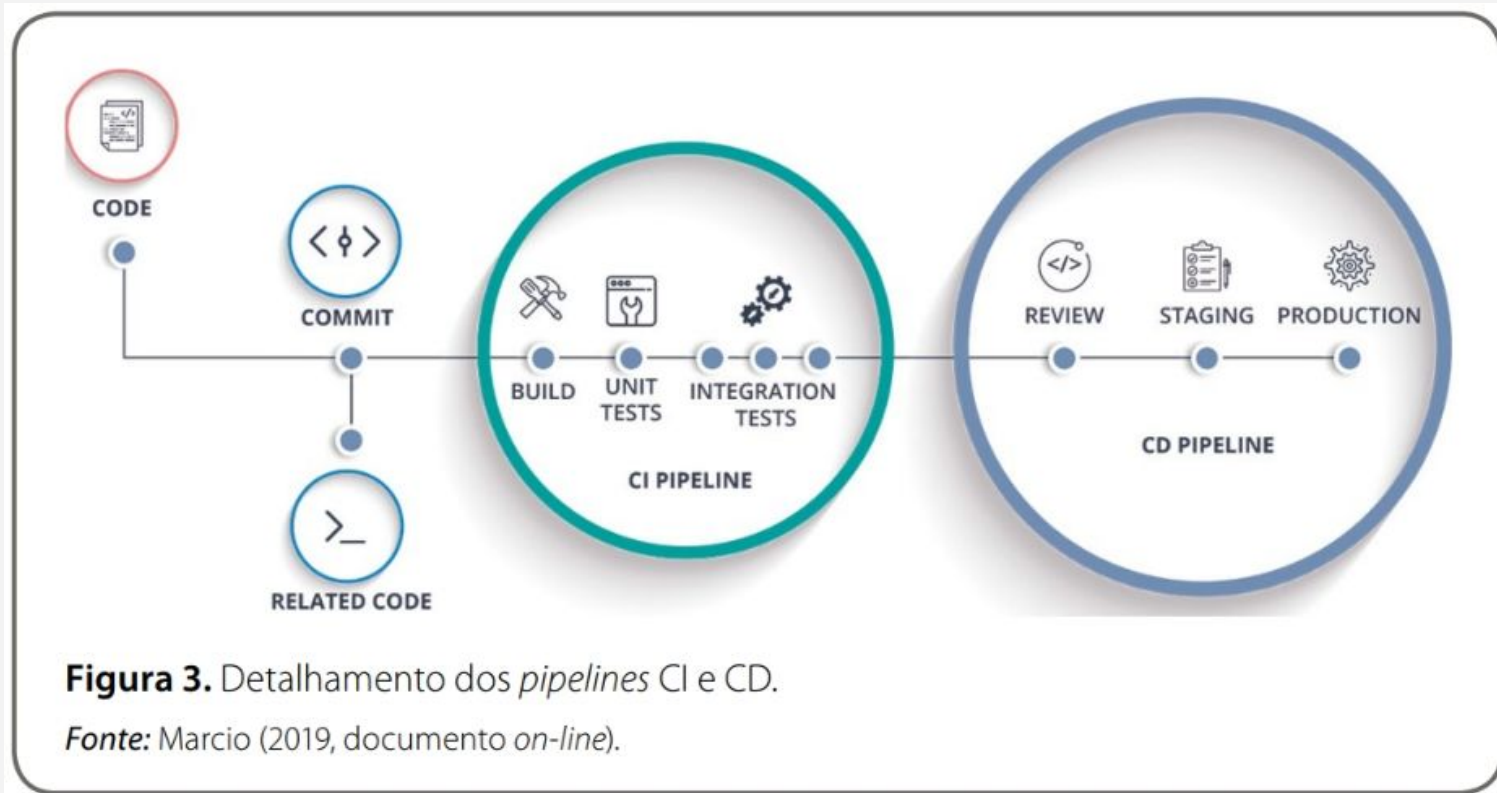 CODE
COMMIT
RELATED CODE
BUILD
UNIT
TESTS
INTEGRATION
TESTS
CI PIPELINE
REVIEW
STAGING
PRODUCTION
CD PIPELINE
Figura 3. Detalhamento dos pipelines CI e CD.
Fonte: Marcio (2019, documento on-line).